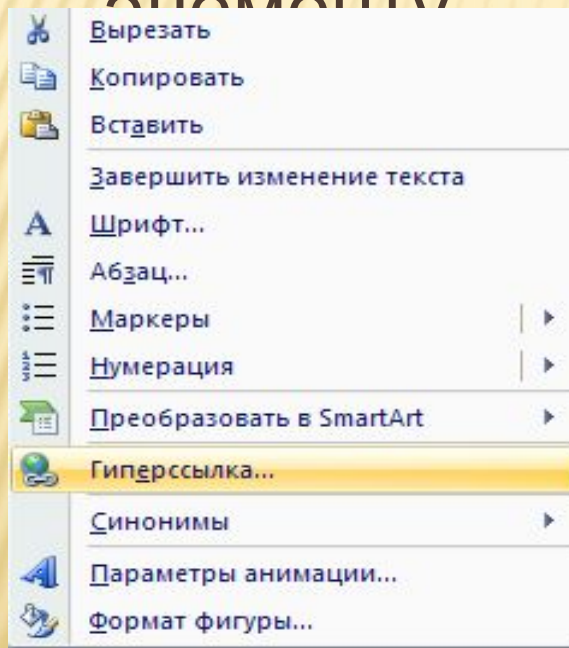 Вырезать
Копировать
Вставить
Завершить изменение текста
Шрифт...
Абзац...
Маркеры
Нумерация
Преобразовать в SmartArt
Гиперссылка...
Синонимы
Параметры анимации...
Формат фигуры...